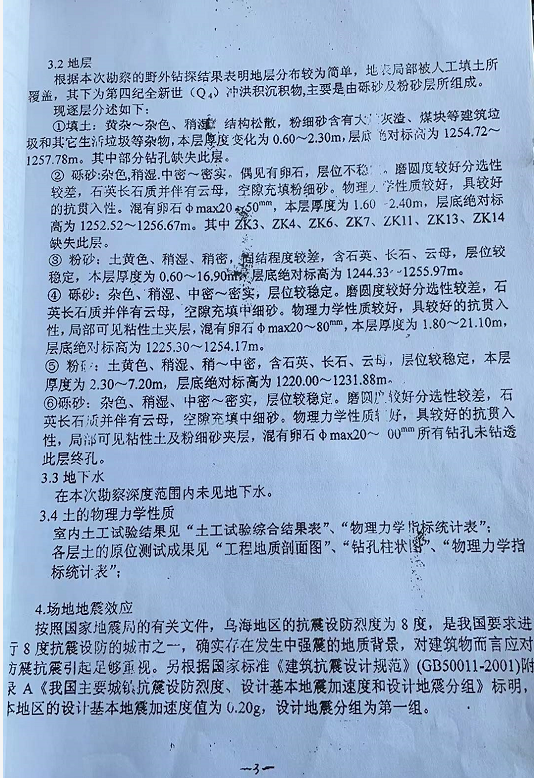 3.2 地层
根据本次勘察的野外钻探结果表明地层分布较为简单，地表局部被人工填土所
覆盖，其下为第四纪全新世（Q₄）冲洪积沉积物,主要是由砾砂及粉砂层所组成。
现逐层分述如下：
①填土：黄杂～杂色、稍湿、结构松散，粉细砂含有大 灰渣、煤块等建筑垃
圾和其它生活垃圾等杂物,本层厚度变化为 0.60～2.30m,层底绝对标高为 1254.72～
1257.78m。其中部分钻孔缺失此层。
② 砾砂:杂色,稍湿.中密～密实。偶见有卵石，层位不稳 。磨圆度较好分选性
较差，石英长石质并伴有云母，空隙充填粉细砂。物理力学性质较好，具较好
的抗贯入性。混有卵石φmax20～50mm，本层厚度为 1.60 -2.40m，层底绝对标
高为 1252.52～1256.67m。其中 ZK3、ZK4、ZK6、ZK7、ZK11、ZK13、ZK14
缺失此层。
③ 粉砂：土黄色、稍湿、稍密，固结程度较差，含石英、长石、云母，层位较
稳定，本层厚度为 0.60～16.90m，层底绝对标高为 1244.33～1255.97m。
④ 砾砂：杂色、稍湿、中密～密实，层位较稳定。磨圆度较好分选性较差，石
英长石质并伴有云母，空隙充填中细砂。物理力学性质较好，具较好的抗贯入
性，局部可见粘性土夹层，混有卵石φmax20～80mm,本层厚度为 1.80～21.10m，
层底绝对标高为 1225.30～1254.17m。
⑤ 粉 ：土黄色、稍湿、稍～中密，含石英、长石、云母，层位较稳定，本层
厚度为 2.30～7.20m，层底绝对标高为 1220.00～1231.88m。
⑥砾砂：杂色、稍湿、中密～密实，层位较稳定。磨圆度较好分选性较差，石
英长石质并伴有云母，空隙充填中细砂。物理力学性质 好，具较好的抗贯入
性，局部可见粘性土及粉细砂夹层，混有卵石φmax20～ 00mm 所有钻孔未钻透
此层终孔。
3.3 地下水
在本次勘察深度范围内未见地下水。
3.4 土的物理力学性质
室内土工试验结果见“土工试验综合结果表”、“物理力学指标统计表”；
各层土的原位测试成果见“工程地质剖面图”、“钻孔柱状图”、“物理力学指
标统计表”；
4.场地地震效应
按照国家地震局的有关文件，乌海地区的抗震设防烈度为 8 度，是我国要求进
行 8 度抗震设防的城市之一，确实存在发生中强震的地质背景，对建筑物而言应对
防震抗震引起足够重视。另根据国家标准《建筑抗震设计规范》(GB50011-2001)附
录 A《我国主要城镇抗震设防烈度、设计基本地震加速度和设计地震分组》标明，
本地区的设计基本地震加速度值为 0.20g，设计地震分组为第一组。
—3—